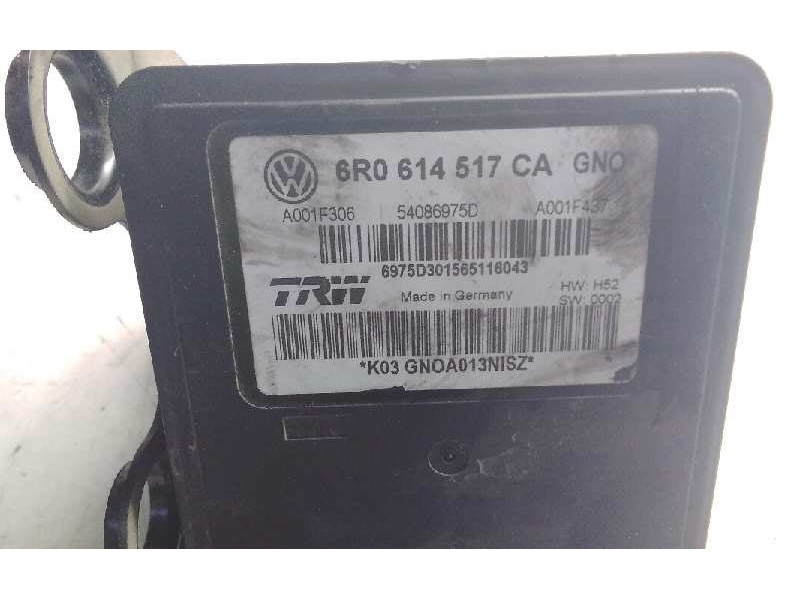 6R0 614 517 CA GNO
A001F306 54086975D A001F437
6975D301565116043
TRW Made in Germany HW: H52
SW: 0002
*K03 GNOA013NISZ*